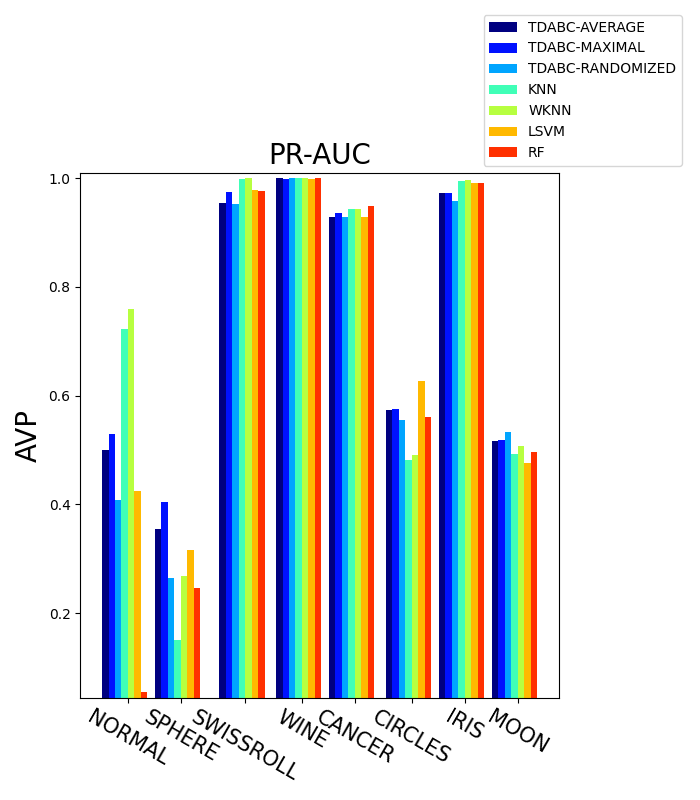 TDABC-AVERAGE
TDABC-MAXIMAL
TDABC-RANDOMIZED
KNN
WKNN
LSVM
RF
PR-AUC
AVP
1.0
0.8
0.6
0.4
0.2
NORMAL
SPHERE
SWISSROLL
WINE
CANCER
CIRCLES
IRIS
MOON